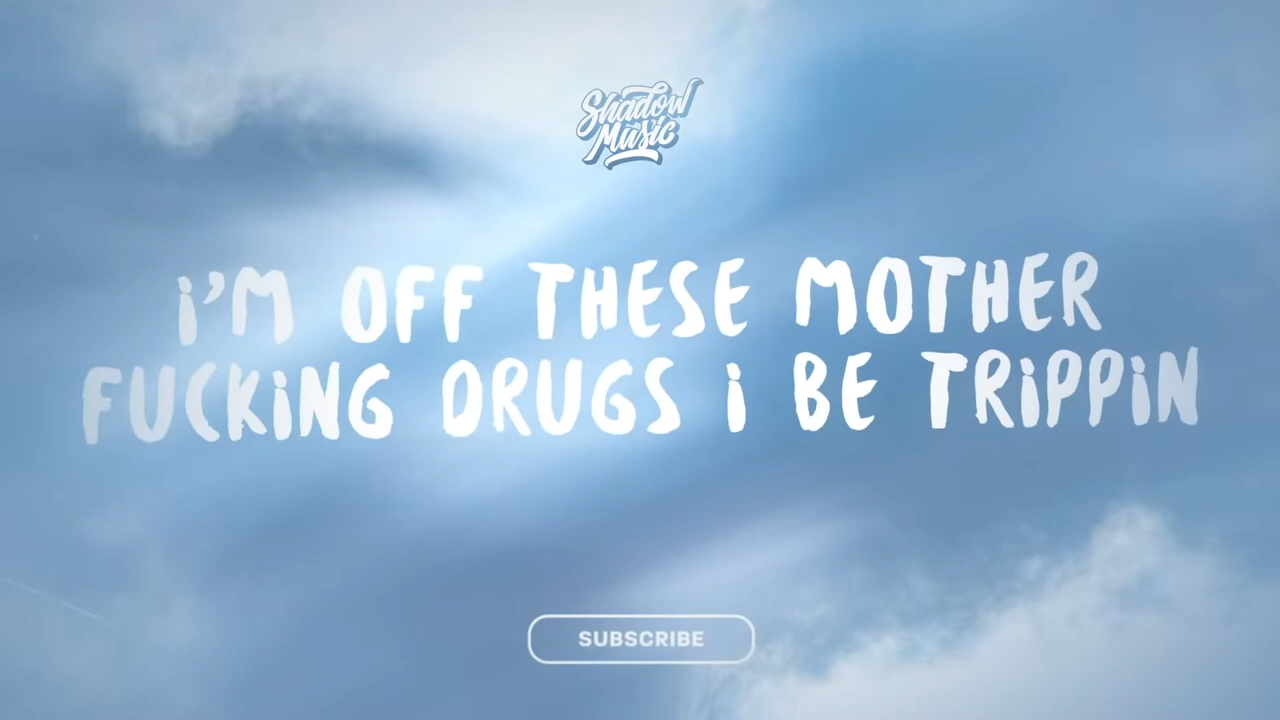 Shadow
Music
i'M OFF THESE MOTHER
FUCKiNG DRUGS i BE TRiPPiN
SUBSCRIBE